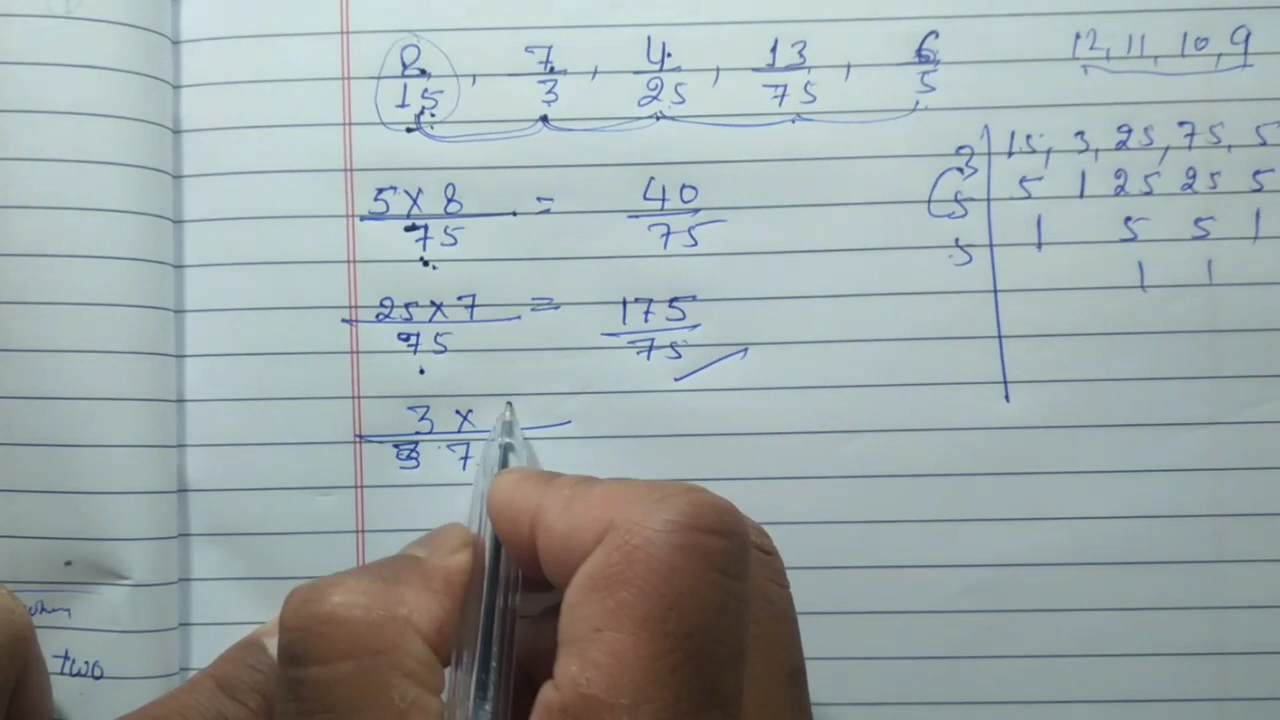 8/15, 7/3, 4/25, 13/75, 6/5
12, 11, 10, 9
3 | 15, 3, 25, 75, 5
5 | 5 1 25 25 5
5 | 1 5 5 1
1 1
5 x 8 / 75 = 40/75
25 x 7 / 75 = 175/75
3 x
7
two